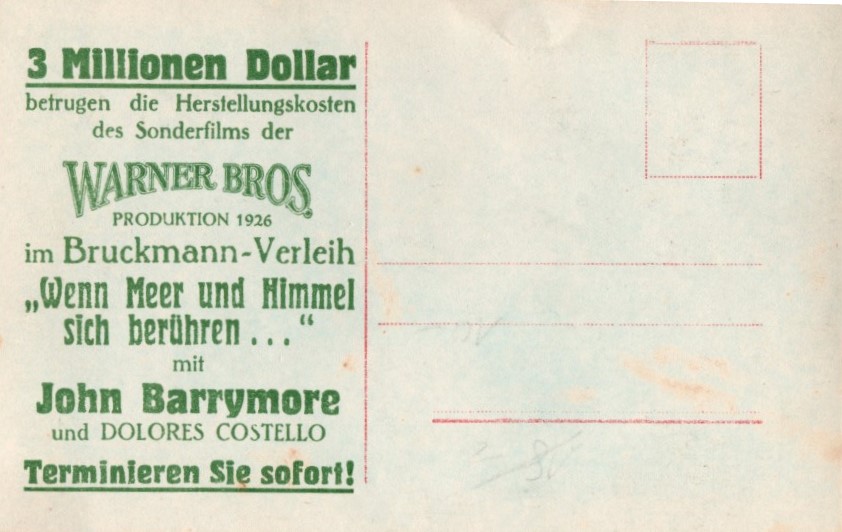 3 Millionen Dollar
betrugen die Herstellungskosten
des Sonderfilms der
WARNER BROS.
PRODUKTION 1926
im Bruckmann-Verleih
„Wenn Meer und Himmel
sich berühren ... “
mit
John Barrymore
und DOLORES COSTELLO
Terminieren Sie sofort!